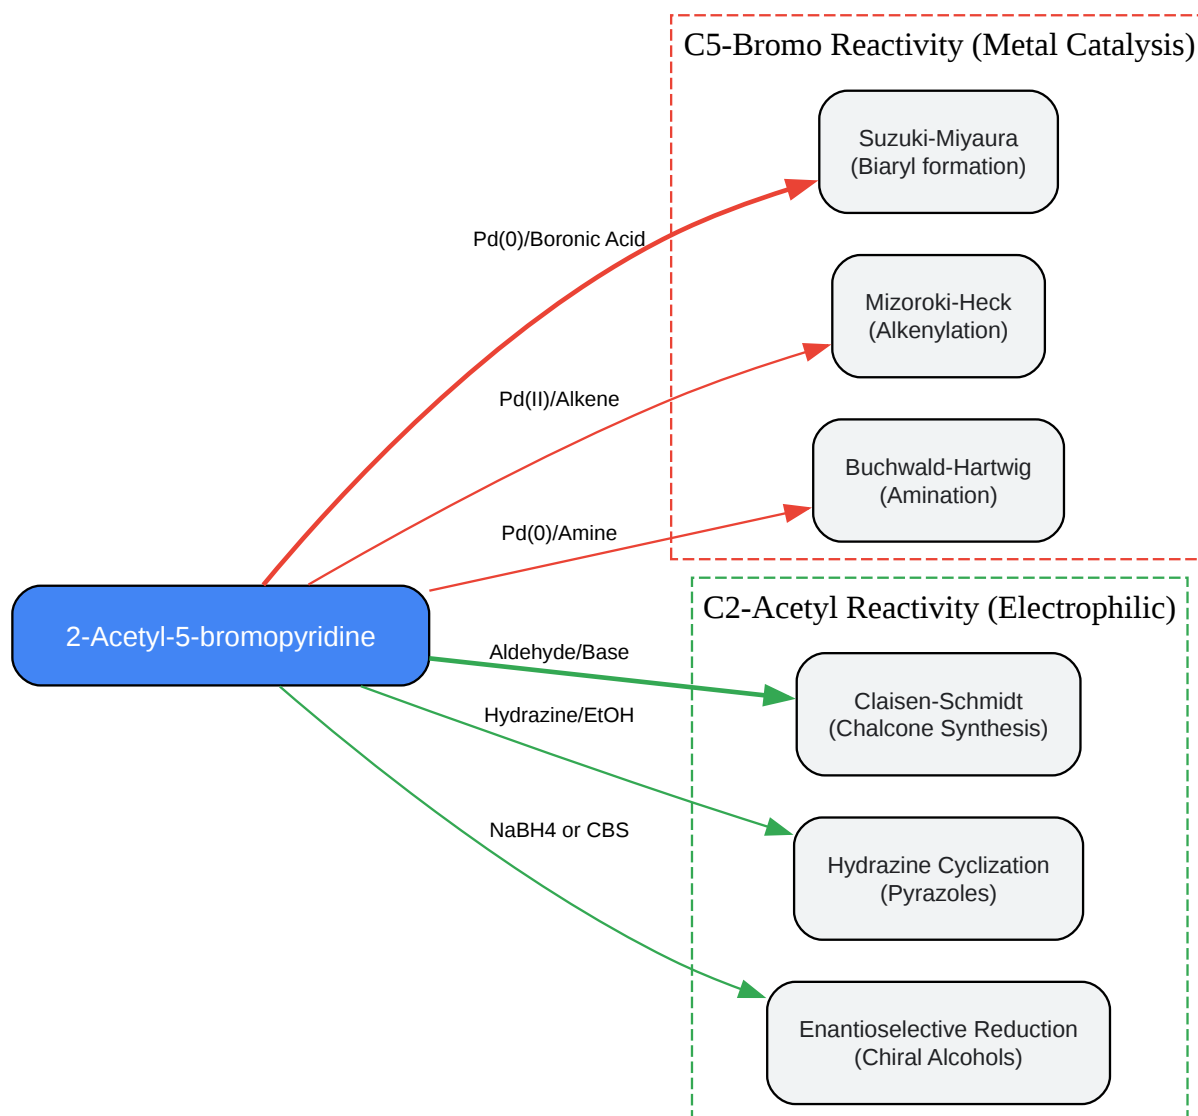 C5-Bromo Reactivity (Metal Catalysis)
Suzuki-Miyaura
(Biaryl formation)
Pd(0)/Boronic Acid
Mizoroki-Heck
(Alkenylation)
Pd(II)/Alkene
Buchwald-Hartwig
(Amination)
Pd(0)/Amine
2-Acetyl-5-bromopyridine
C2-Acetyl Reactivity (Electrophilic)
Aldehyde/Base
Claisen-Schmidt
(Chalcone Synthesis)
Hydrazine/EtOH
Hydrazine Cyclization
(Pyrazoles)
NaBH4 or CBS
Enantioselective Reduction
(Chiral Alcohols)